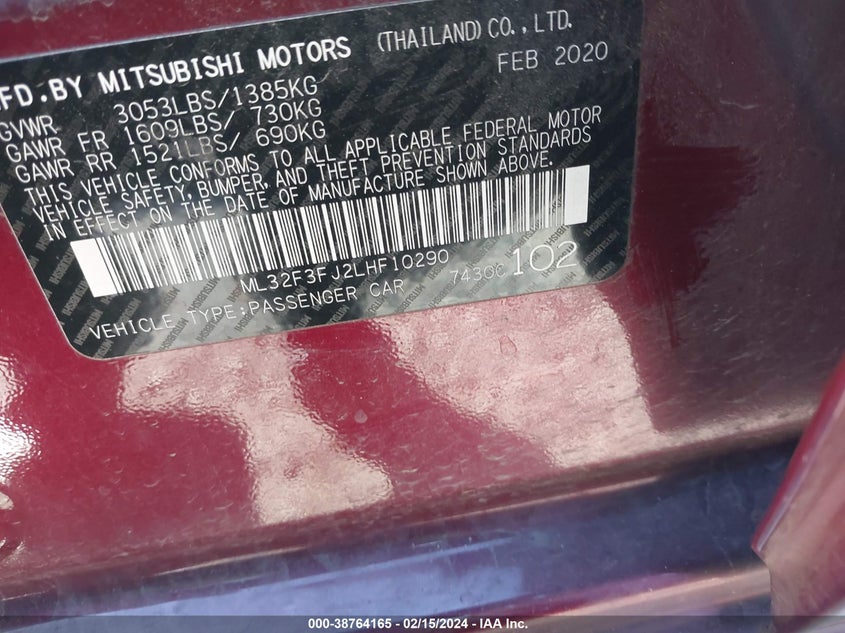 MFD.BY MITSUBISHI MOTORS (THAILAND) CO., LTD.
FEB 2020
GVWR 3053LBS/1385KG
GAWR FR 1609LBS/ 730KG
GAWR RR 1521LBS/ 690KG
THIS VEHICLE CONFORMS TO ALL APPLICABLE FEDERAL MOTOR
VEHICLE SAFETY, BUMPER, AND THEFT PREVENTION STANDARDS
IN EFFECT ON THE DATE OF MANUFACTURE SHOWN ABOVE.
ML32F3FJ2LHF10290
VEHICLE TYPE:PASSENGER CAR 7430C 102
MITSUBISHI
000-38764165 - 02/15/2024 - IAA Inc.